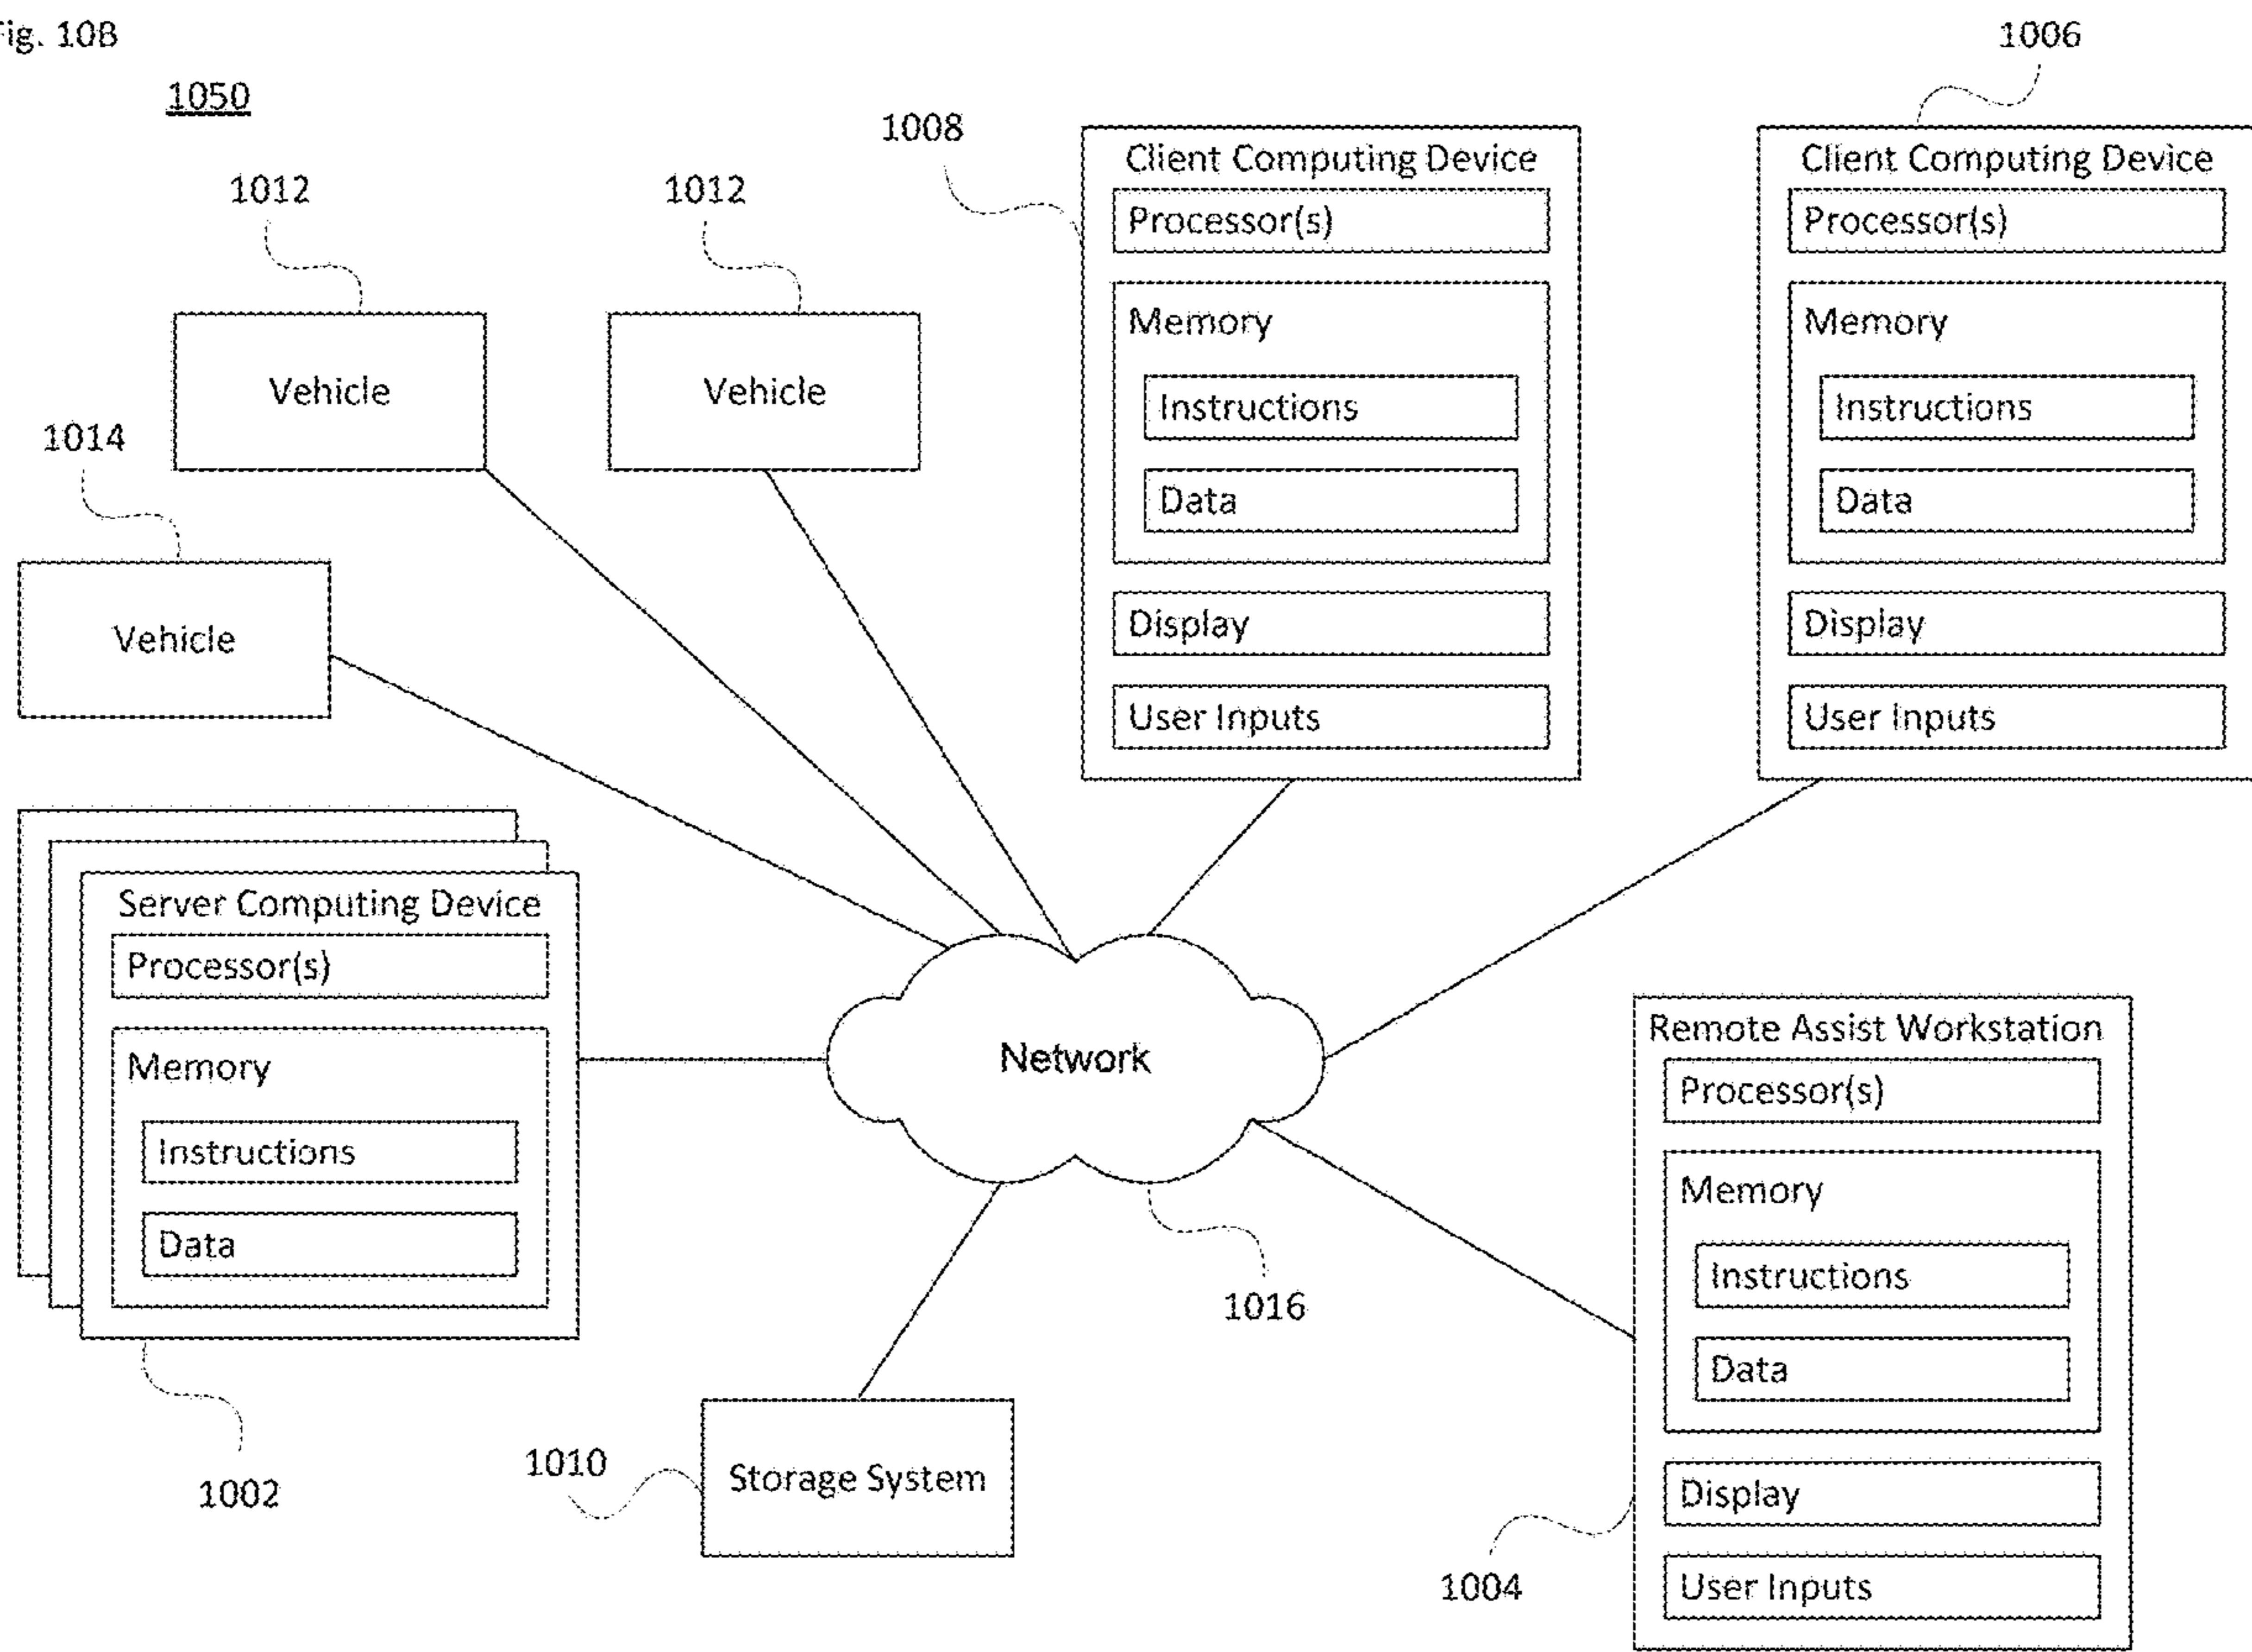 Fig. 10B
1050
1006
1008
1012
1012
Client Computing Device
Processor(s)
Memory
Instructions
Data
Display
User Inputs
Client Computing Device
Processor(s)
Memory
Instructions
Data
Display
User Inputs
Vehicle
Vehicle
1014
Vehicle
Server Computing Device
Processor(s)
Memory
Instructions
Data
1002
Network
1016
Remote Assist Workstation
Processor(s)
Memory
Instructions
Data
Display
User Inputs
1004
1010
Storage System